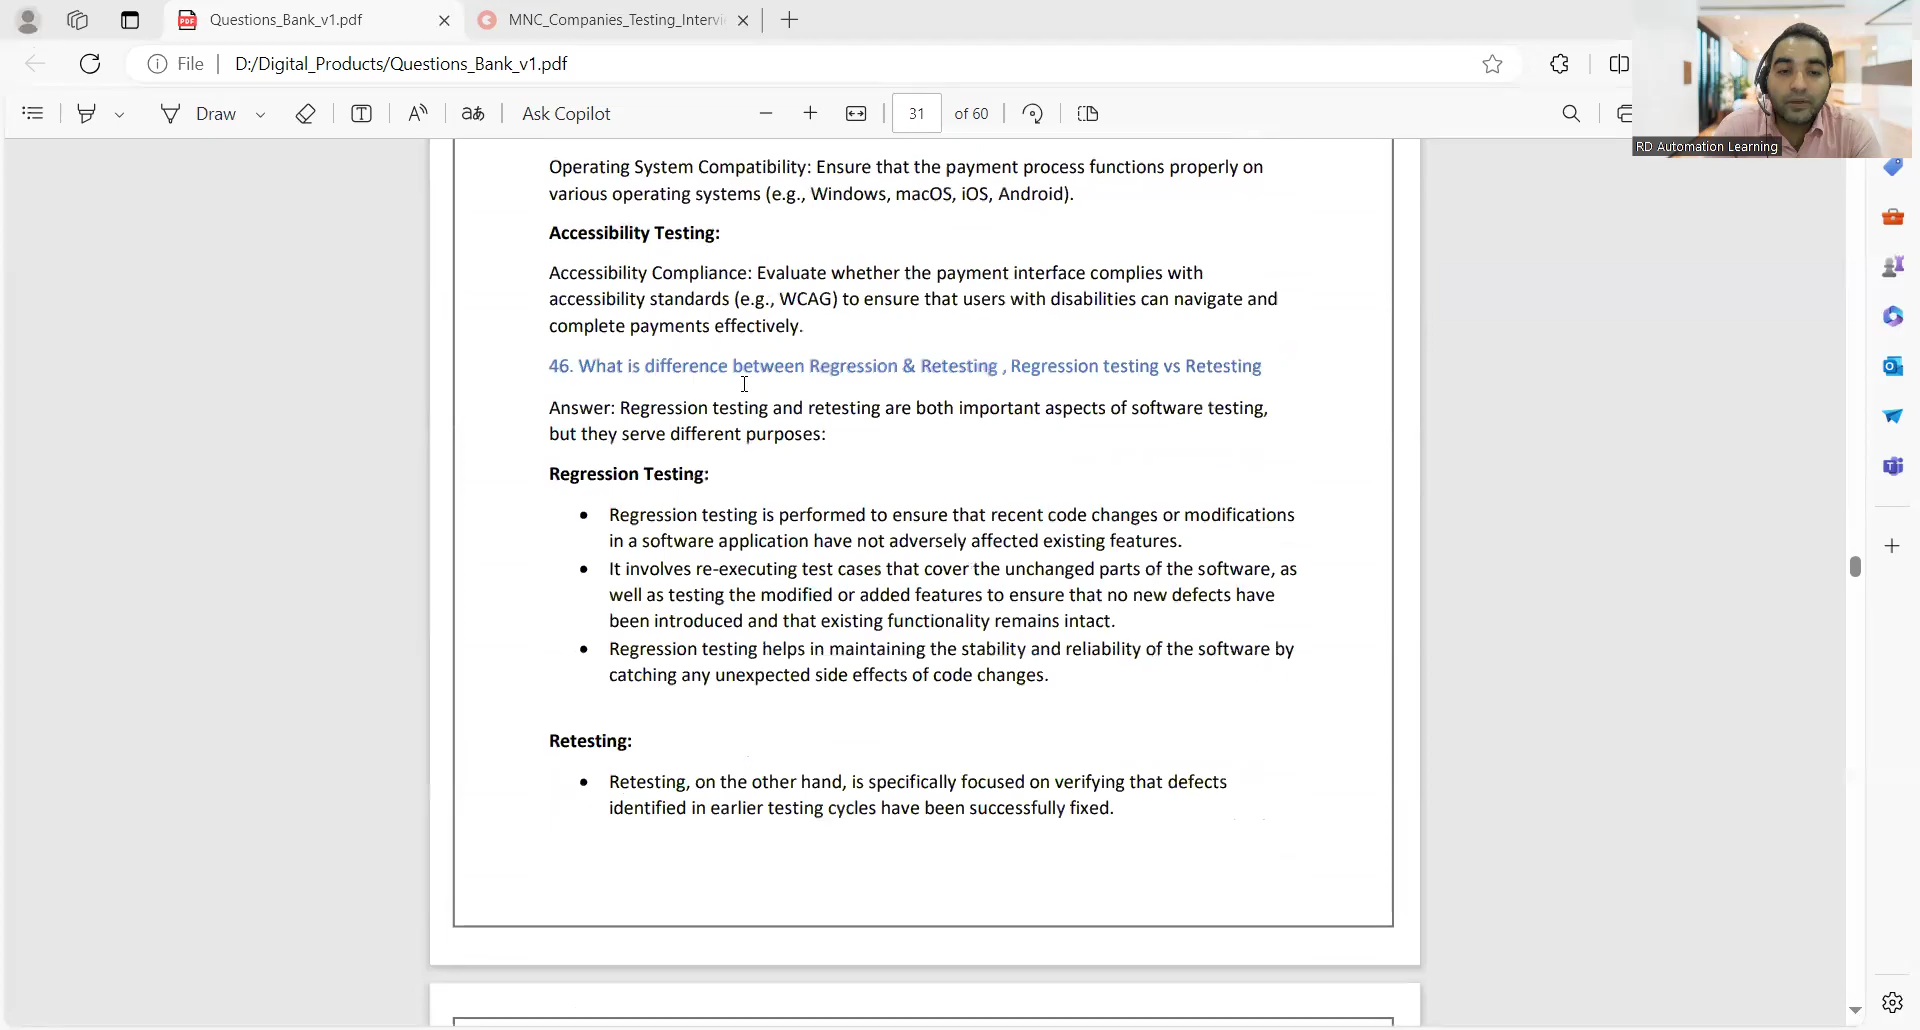 Questions_Bank_v1.pdf
MNC_Companies_Testing_Intervi
File
D:/Digital_Products/Questions_Bank_v1.pdf
Draw
Ask Copilot
31
of 60
RD Automation Learning
Operating System Compatibility: Ensure that the payment process functions properly on
various operating systems (e.g., Windows, macOS, iOS, Android).
Accessibility Testing:
Accessibility Compliance: Evaluate whether the payment interface complies with
accessibility standards (e.g., WCAG) to ensure that users with disabilities can navigate and
complete payments effectively.
46. What is difference between Regression & Retesting , Regression testing vs Retesting
Answer: Regression testing and retesting are both important aspects of software testing,
but they serve different purposes:
Regression Testing:
• Regression testing is performed to ensure that recent code changes or modifications
in a software application have not adversely affected existing features.
• It involves re-executing test cases that cover the unchanged parts of the software, as
well as testing the modified or added features to ensure that no new defects have
been introduced and that existing functionality remains intact.
• Regression testing helps in maintaining the stability and reliability of the software by
catching any unexpected side effects of code changes.
Retesting:
• Retesting, on the other hand, is specifically focused on verifying that defects
identified in earlier testing cycles have been successfully fixed.